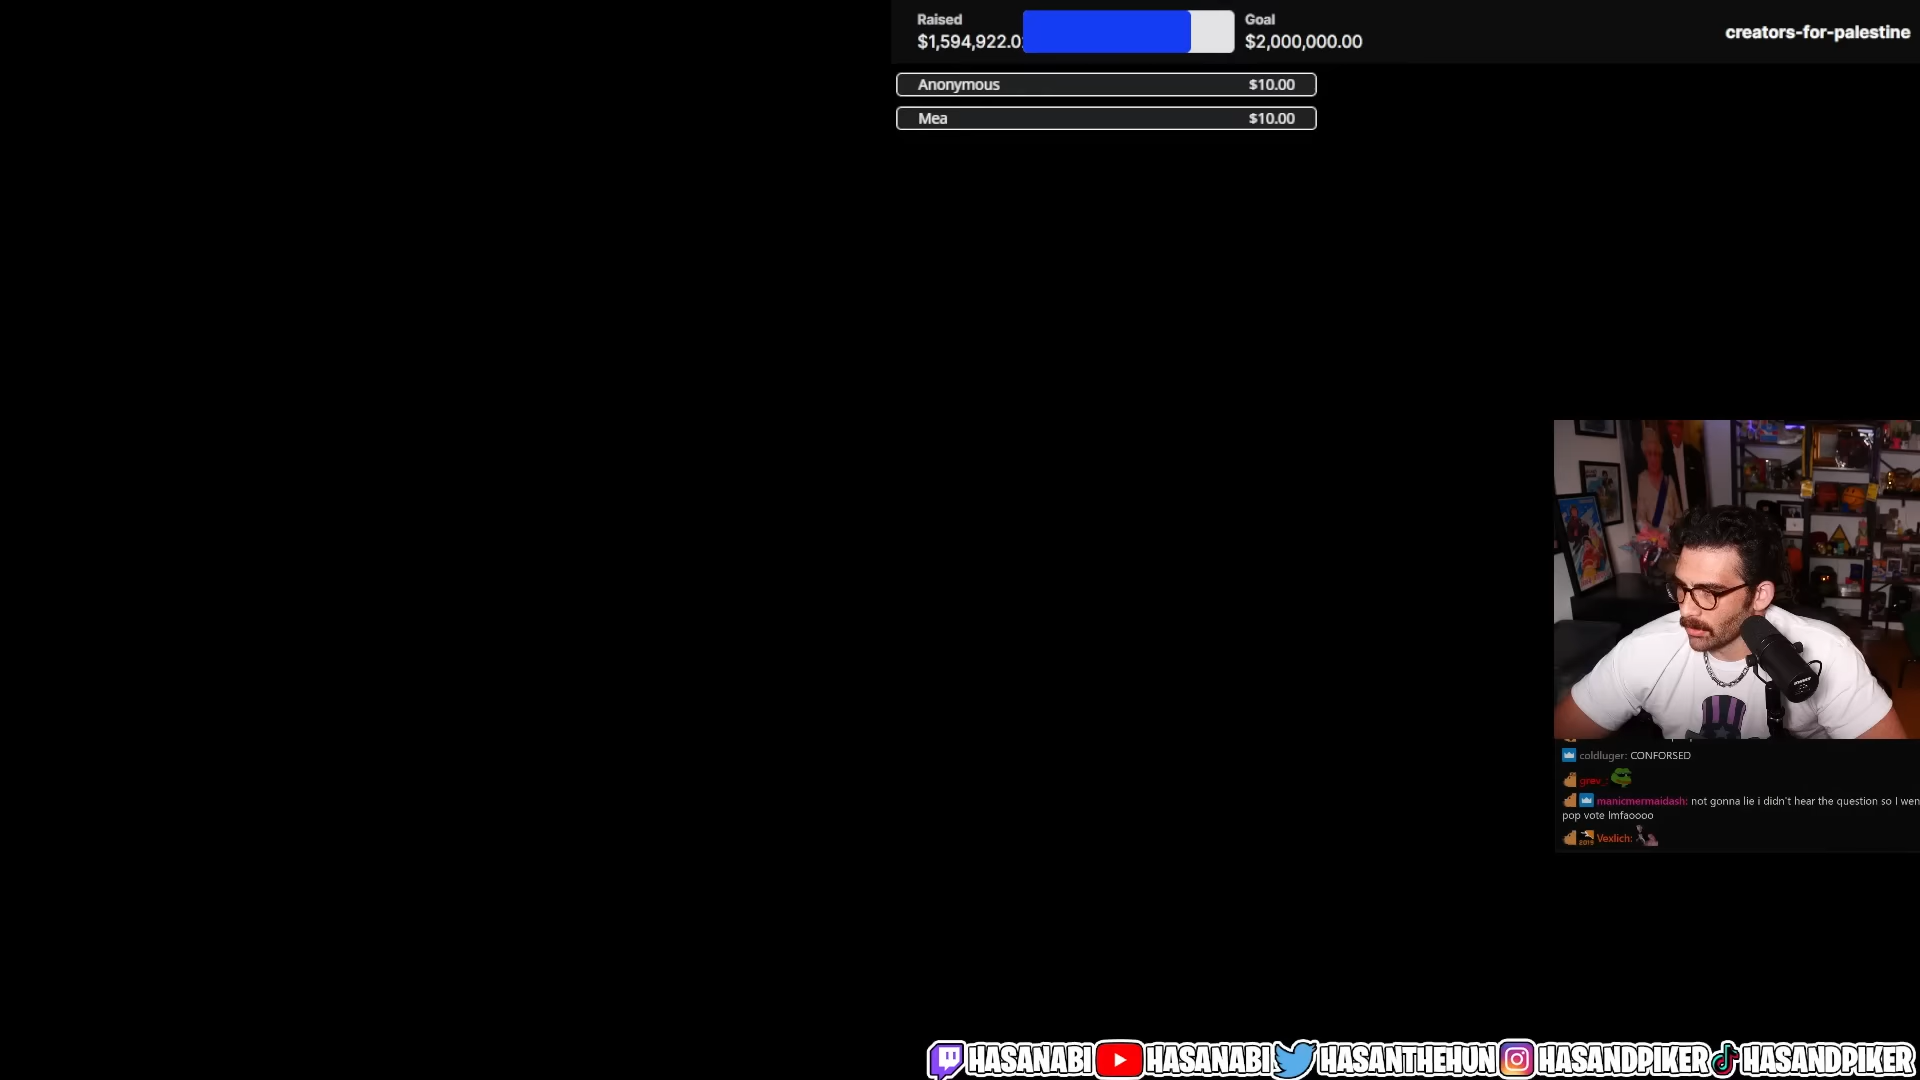 Raised
$1,594,922.0
Goal
$2,000,000.00
creators-for-palestine
Anonymous $10.00
Mea $10.00
coldluger: CONFORSED
grev_:
manicmermaidash: not gonna lie i didn't hear the question so I wen
pop vote lmfaoooo
2019 Vexlich:
HASANABI HASANABI HASANTHEHUN HASANDPIKER HASANDPIKER